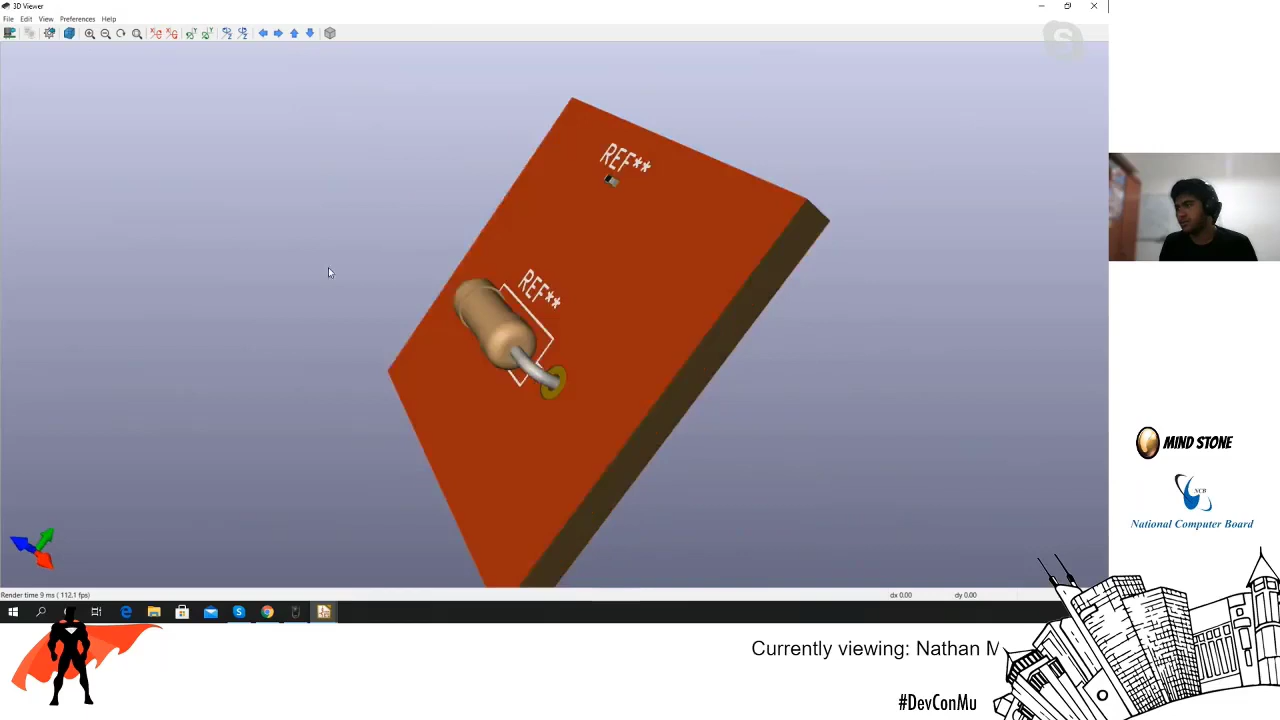 3D Viewer
File Edit View Preferences Help
REF**
REF**
Render time 9 ms ( 112.1 fps)
dx 0.00
dy 0.00
MIND STONE
NCB
National Computer Board
Currently viewing: Nathan M
#DevConMu